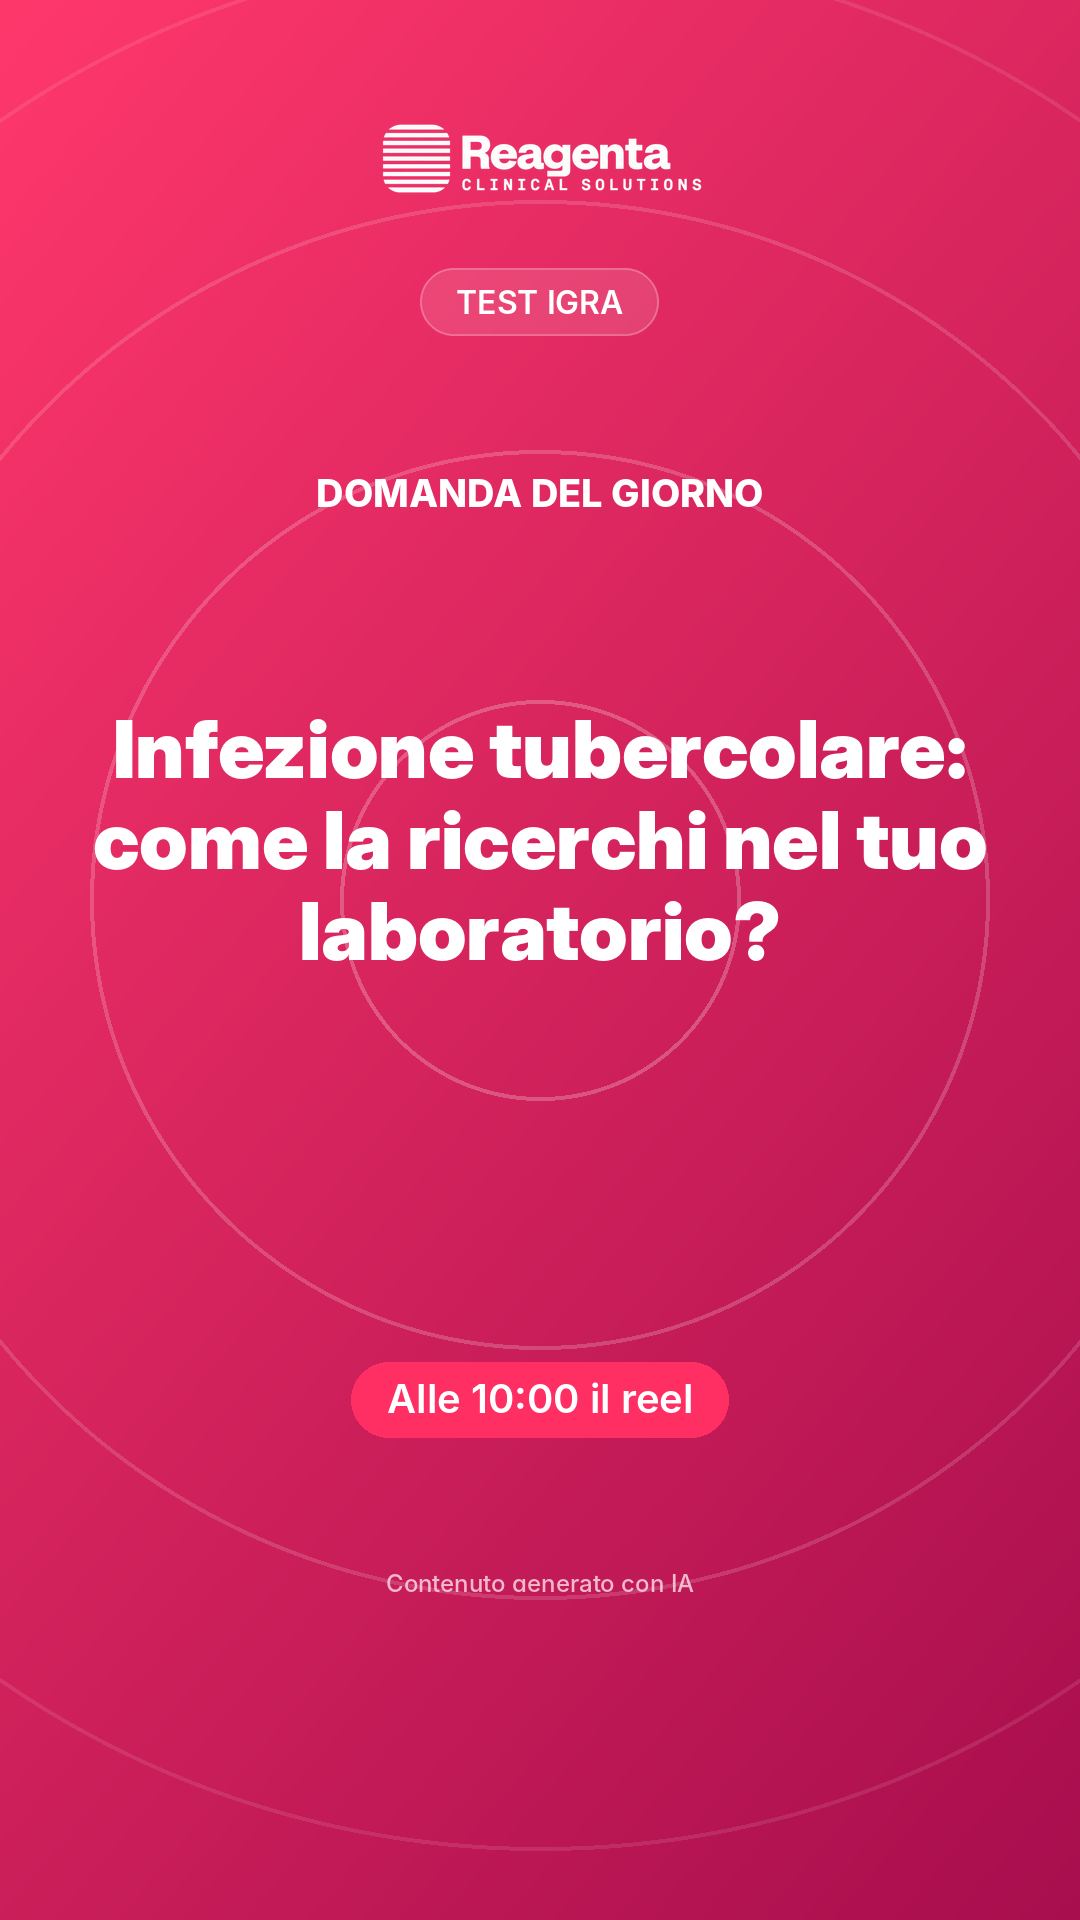 Reagenta
CLINICAL SOLUTIONS
TEST IGRA
DOMANDA DEL GIORNO
Infezione tubercolare:
come la ricerchi nel tuo
laboratorio?
Alle 10:00 il reel
Contenuto generato con IA